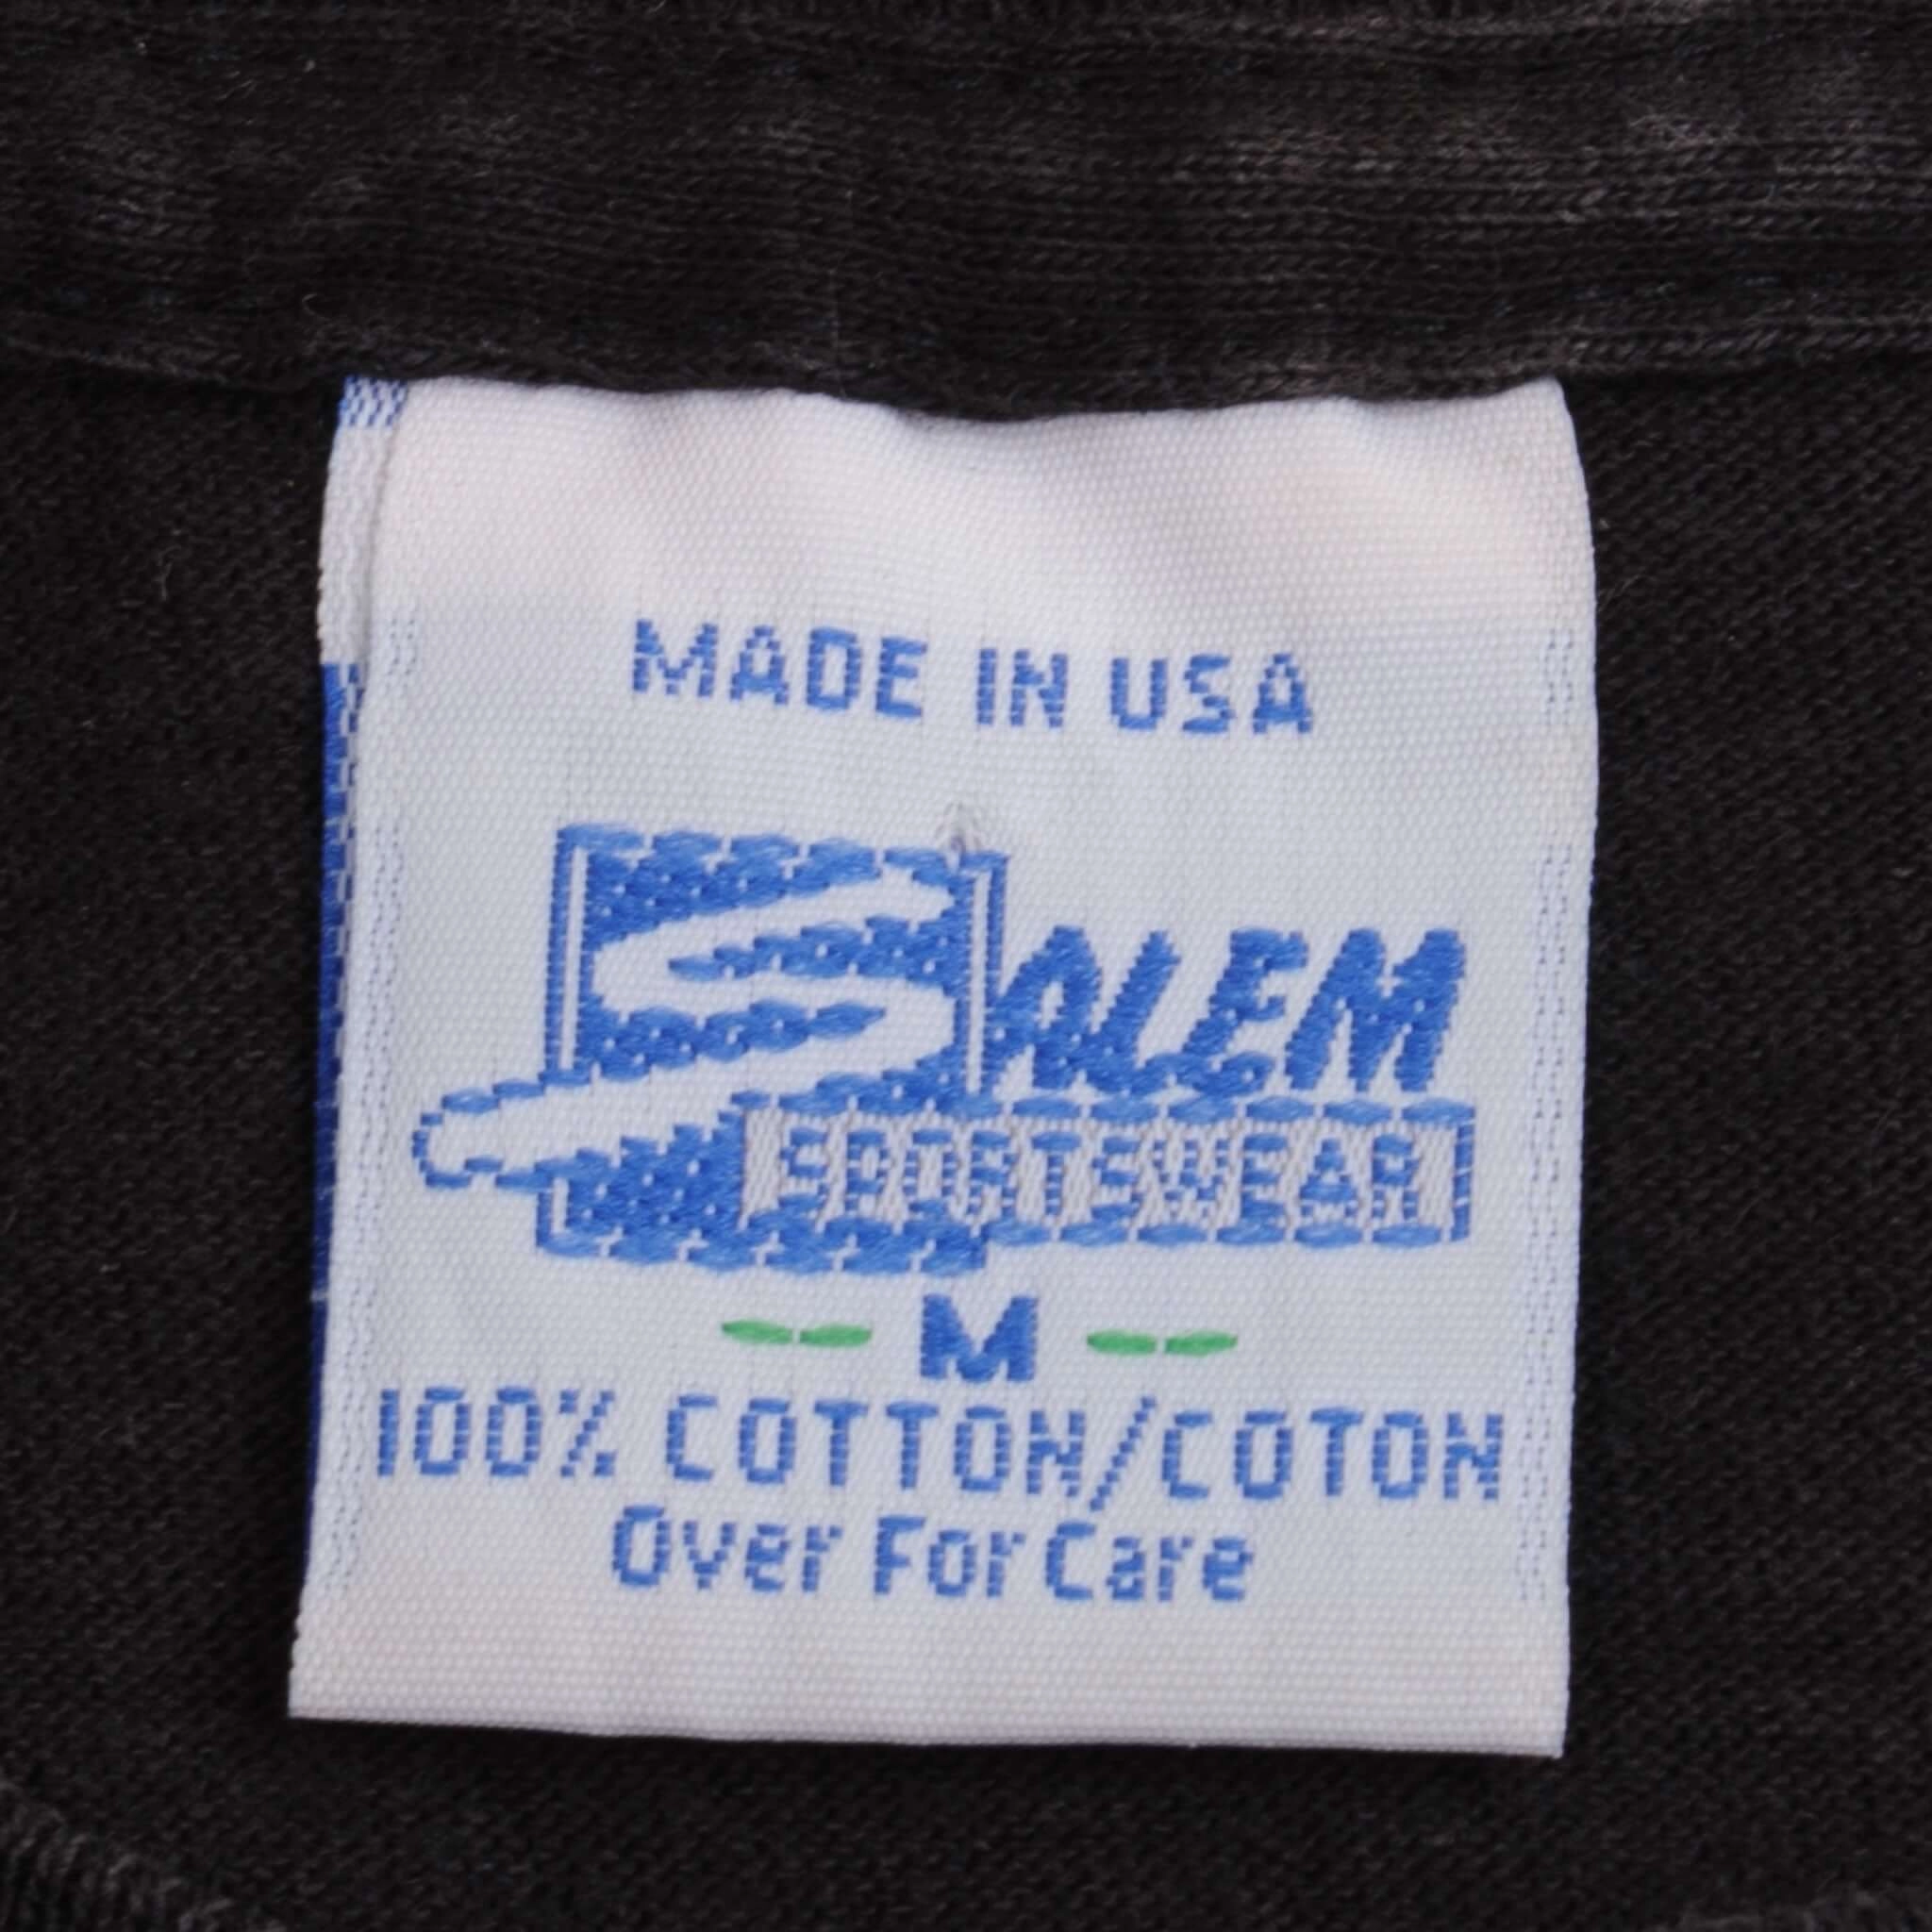 MADE IN USA
SALEM
SPORTSWEAR
M
100% COTTON/COTON
Over For Care